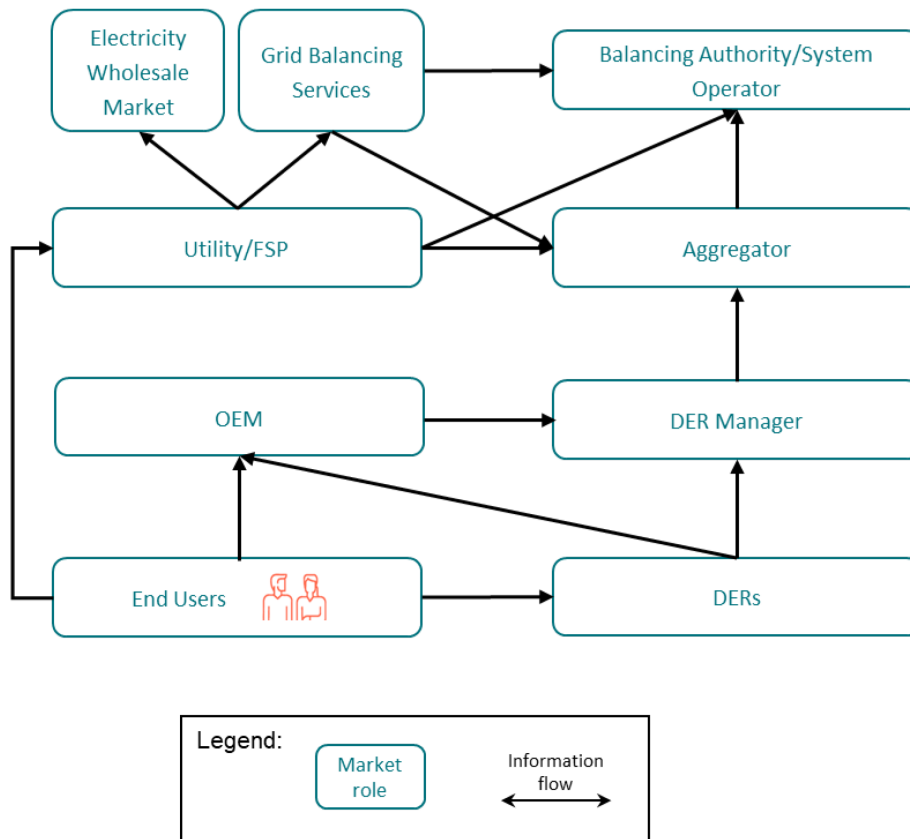 Electricity
Wholesale
Market
Grid Balancing
Services
Balancing Authority/System
Operator
Utility/FSP
Aggregator
OEM
DER Manager
End Users
DERs
Legend:
Market
role
Information
flow